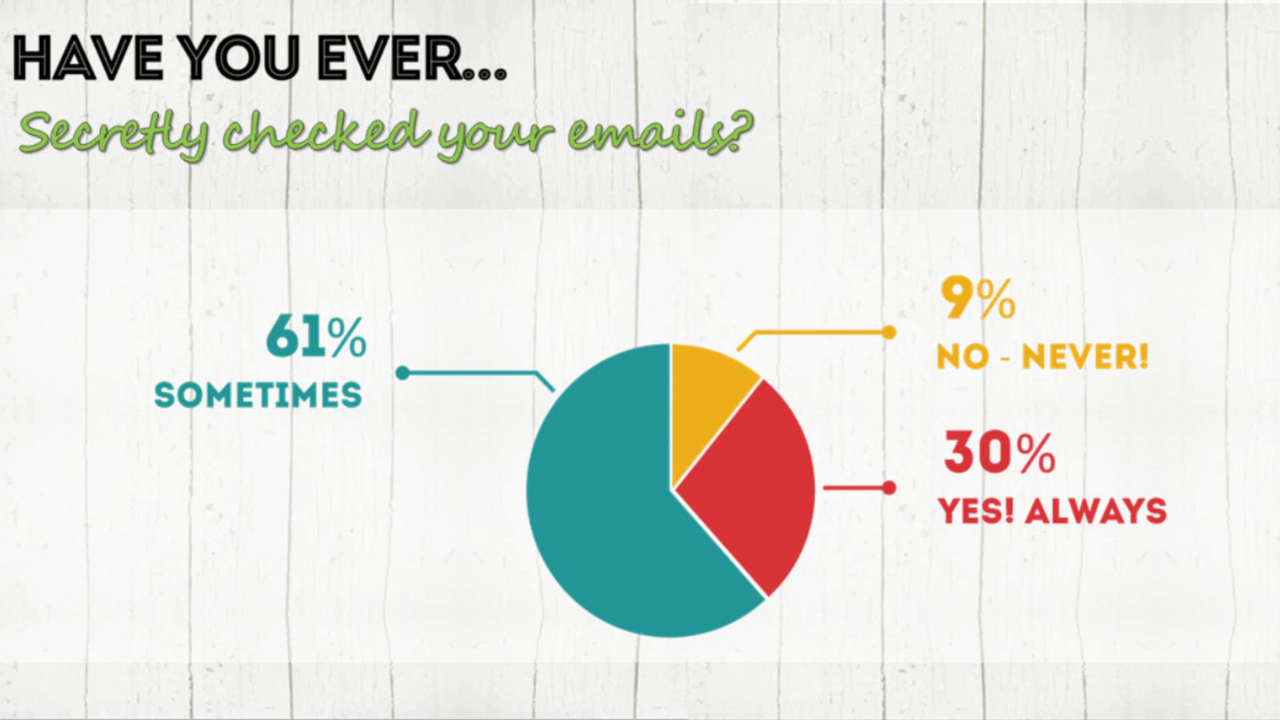 HAVE YOU EVER...
Secretly checked your emails?
61%
SOMETIMES
9%
NO - NEVER!
30%
YES! ALWAYS